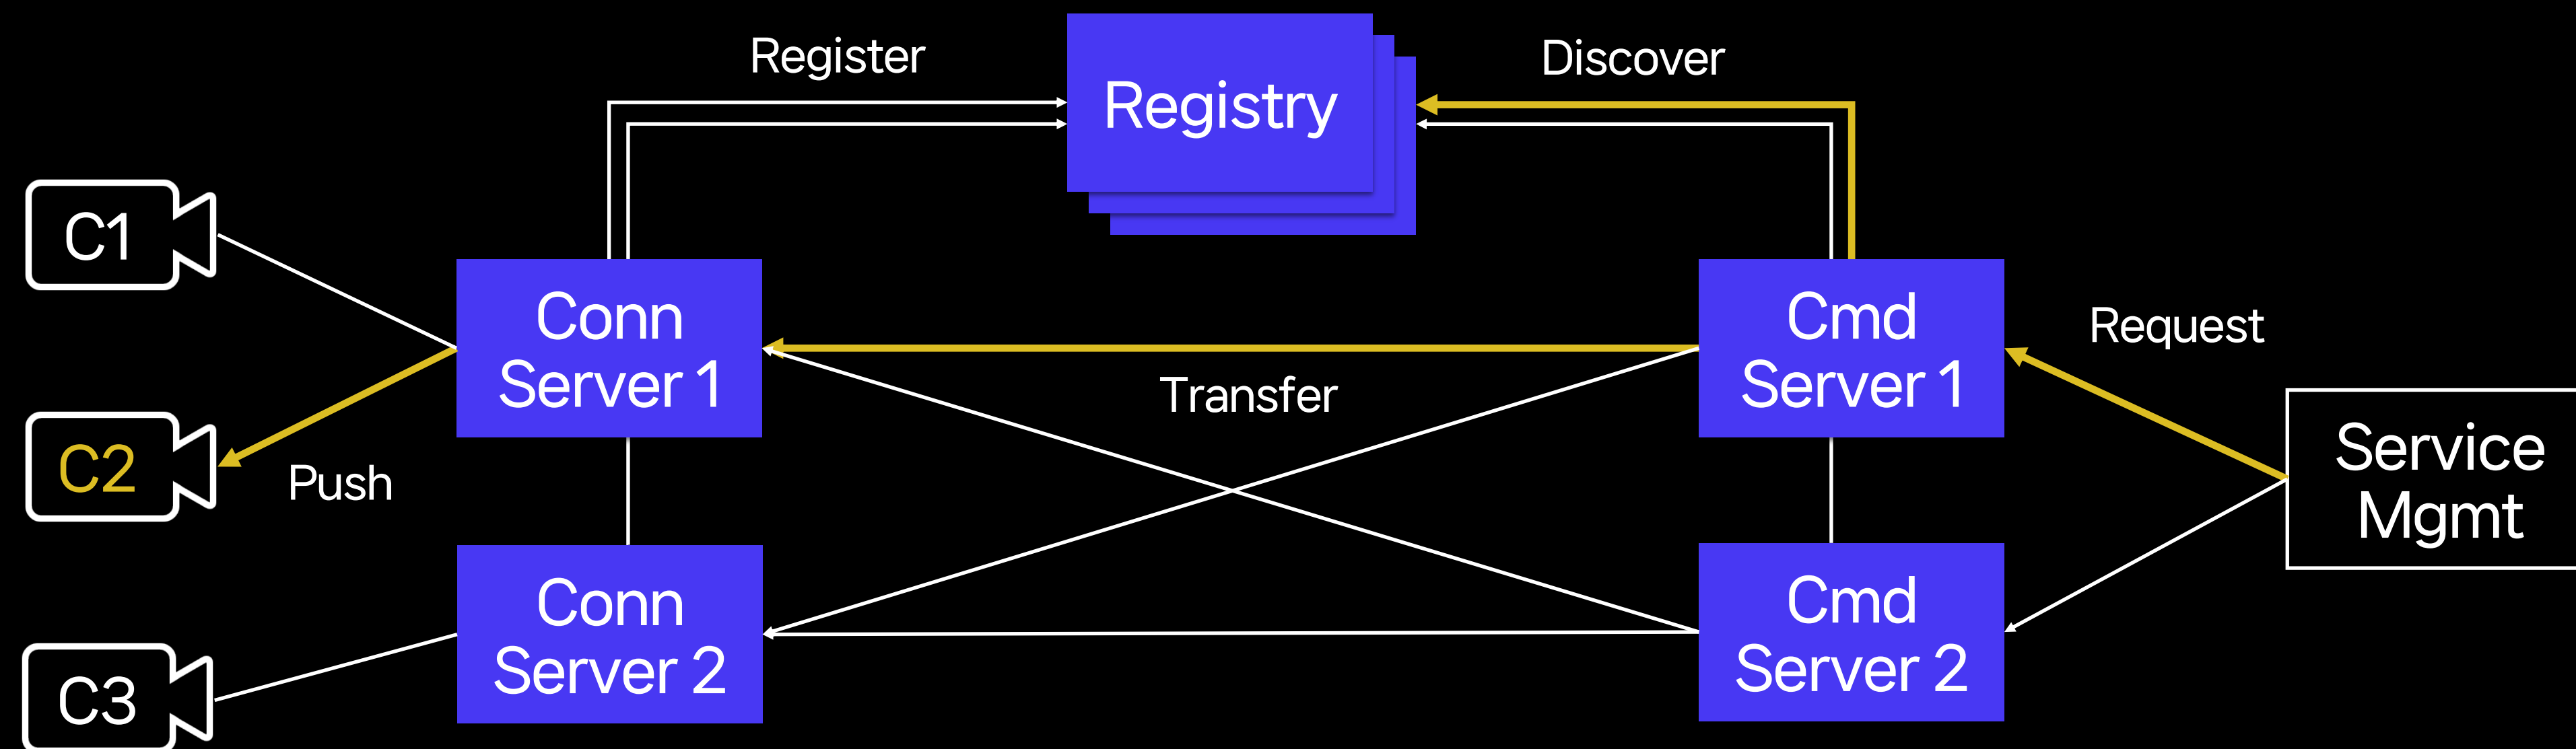 Register
Registry
Discover
C1
Conn
Server 1
Cmd
Server 1
Request
Transfer
C2
Push
Service
Mgmt
Conn
Server 2
Cmd
Server 2
C3